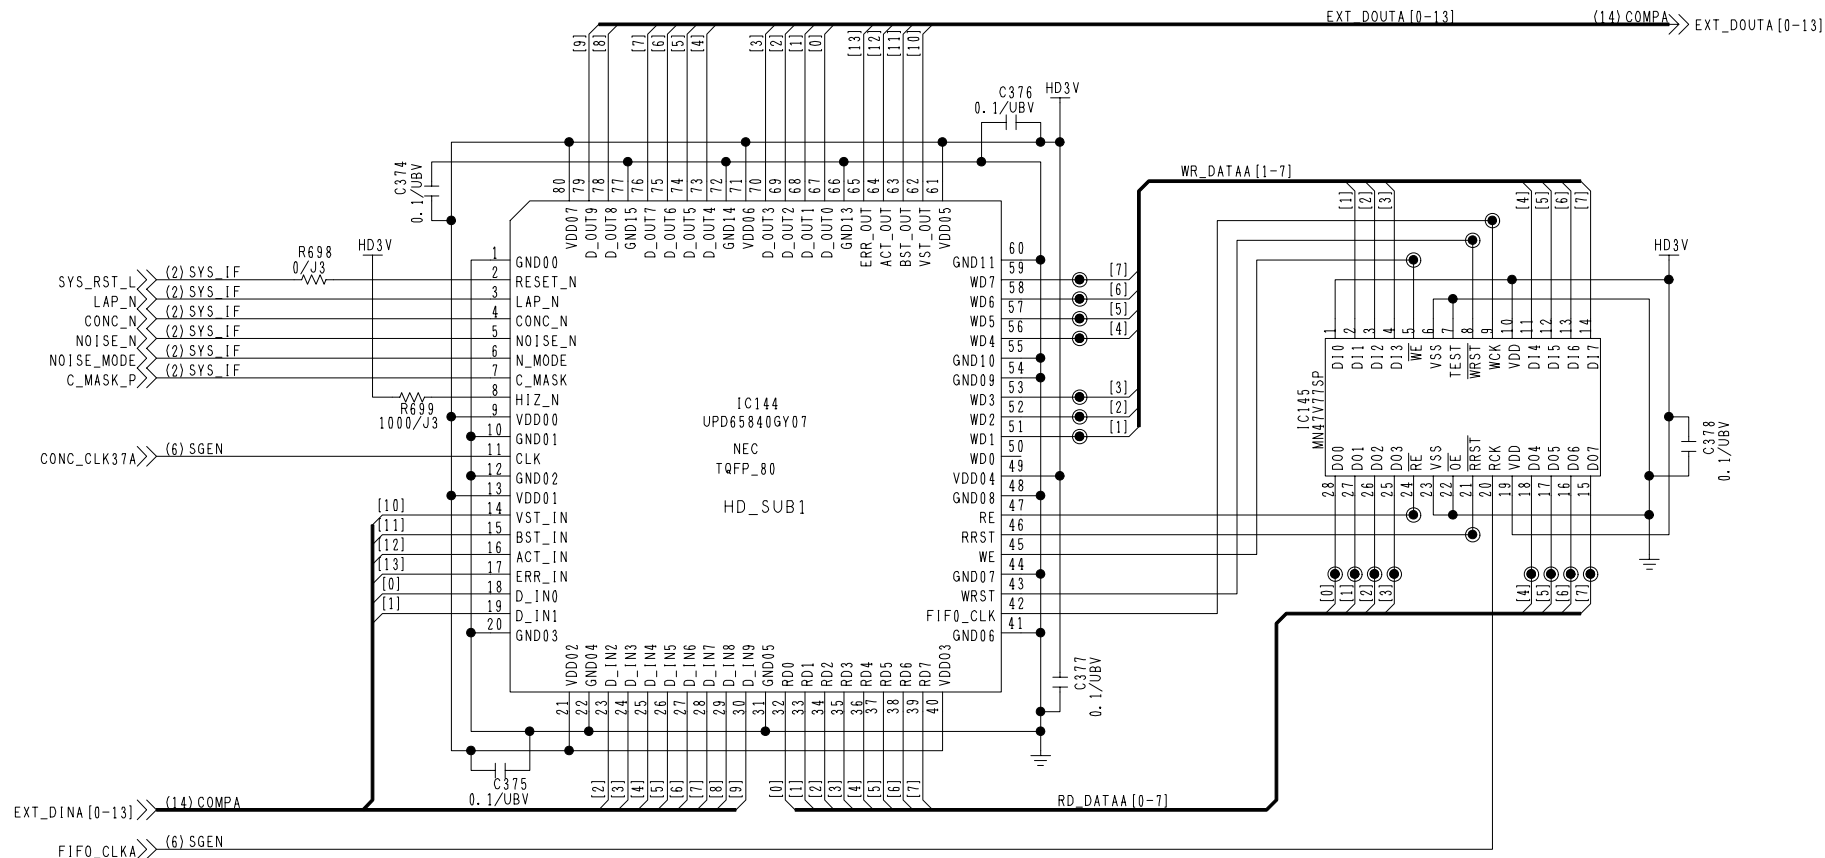 EXT_DOUTA[0-13]
(14)COMPA
EXT_DOUTA[0-13]
[9]
[8]
[7]
[6]
[5]
[4]
[3]
[2]
[1]
[0]
[13]
[12]
[11]
[10]
C376
0.1/UBV
HD3V
C374
0.1/UBV
WR_DATAA[1-7]
80
79
78
77
76
75
74
73
72
71
70
69
68
67
66
65
64
63
62
61
VDD07
D_OUT9
D_OUT8
GND15
D_OUT7
D_OUT6
D_OUT5
D_OUT4
GND14
VDD06
D_OUT3
D_OUT2
D_OUT1
D_OUT0
GND13
ERR_OUT
ACT_OUT
BST_OUT
VST_OUT
VDD05
HD3V
R698
0/J3
SYS_RST_L
(2)SYS_IF
LAP_N
(2)SYS_IF
CONC_N
(2)SYS_IF
NOISE_N
(2)SYS_IF
NOISE_MODE
(2)SYS_IF
C_MASK_P
(2)SYS_IF
R699
1000/J3
CONC_CLK37A
(6)SGEN
1 GND00
2 RESET_N
3 LAP_N
4 CONC_N
5 NOISE_N
6 N_MODE
7 C_MASK
8 HIZ_N
9 VDD00
10 GND01
11 CLK
12 GND02
13 VDD01
[10] 14 VST_IN
[11] 15 BST_IN
[12] 16 ACT_IN
[13] 17 ERR_IN
[0] 18 D_IN0
[1] 19 D_IN1
20 GND03
IC144
UPD65840GY07
NEC
TQFP_80
HD_SUB1
GND11 60
WD7 59 [7]
WD6 58 [6]
WD5 57 [5]
WD4 56 [4]
GND10 55
GND09 54
WD3 53 [3]
WD2 52 [2]
WD1 51 [1]
WD0 50
VDD04 49
GND08 48
RE 47
RRST 46
WE 45
GND07 44
WRST 43
FIFO_CLK 42
GND06 41
VDD02
GND04
D_IN2
D_IN3
D_IN4
D_IN5
D_IN6
D_IN7
D_IN8
D_IN9
GND05
RD0
RD1
RD2
RD3
RD4
RD5
RD6
RD7
VDD03
21
22
23
24
25
26
27
28
29
30
31
32
33
34
35
36
37
38
39
40
C377
0.1/UBV
C375
0.1/UBV
[2]
[3]
[4]
[5]
[6]
[7]
[8]
[9]
[0]
[1]
[2]
[3]
[4]
[5]
[6]
[7]
RD_DATAA[0-7]
EXT_DINA[0-13]
(14)COMPA
FIFO_CLKA
(6)SGEN
[1]
[2]
[3]
[4]
[5]
[6]
[7]
HD3V
1
2
3
4
5
6
7
8
9
10
11
12
13
14
DI0
DI1
DI2
DI3
WE
VSS
TEST
WRST
WCK
VDD
DI4
DI5
DI6
DI7
IC145
MN47V77SP
DO0
DO1
DO2
DO3
RE
VSS
OE
RRST
RCK
VDD
DO4
DO5
DO6
DO7
28
27
26
25
24
23
22
21
20
19
18
17
16
15
C378
0.1/UBV
[0]
[1]
[2]
[3]
[4]
[5]
[6]
[7]